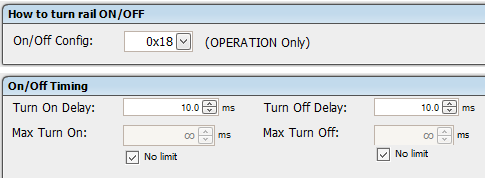 How to turn rail ON/OFF
On/Off Config: 0x18 (OPERATION Only)
On/Off Timing
Turn On Delay: 10.0 ms Turn Off Delay: 10.0 ms
Max Turn On: ∞ ms Max Turn Off: ∞ ms
No limit No limit